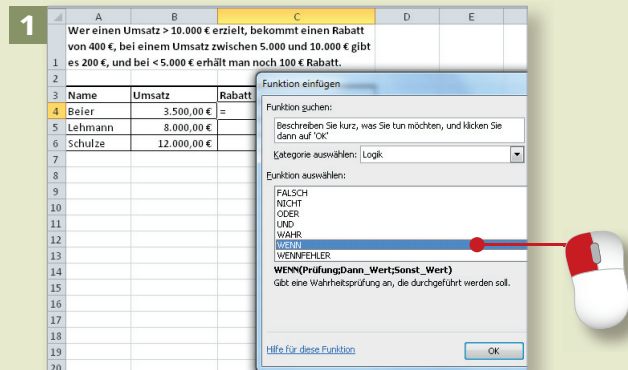 1
A B C D E
Wer einen Umsatz > 10.000 € erzielt, bekommt einen Rabatt
von 400 €, bei einem Umsatz zwischen 5.000 und 10.000 € gibt
1 es 200 €, und bei < 5.000 € erhält man noch 100 € Rabatt.
2
3 Name Umsatz Rabatt
4 Beier 3.500,00 € =
5 Lehmann 8.000,00 €
6 Schulze 12.000,00 €
7
8
9
10
11
12
13
14
15
16
17
18
19
20
Funktion einfügen
Funktion suchen:
Beschreiben Sie kurz, was Sie tun möchten, und klicken Sie
dann auf 'OK'
Kategorie auswählen: Logik
Funktion auswählen:
FALSCH
NICHT
ODER
UND
WAHR
WENN
WENNFEHLER
WENN(Prüfung;Dann_Wert;Sonst_Wert)
Gibt eine Wahrheitsprüfung an, die durchgeführt werden soll.
Hilfe für diese Funktion
OK